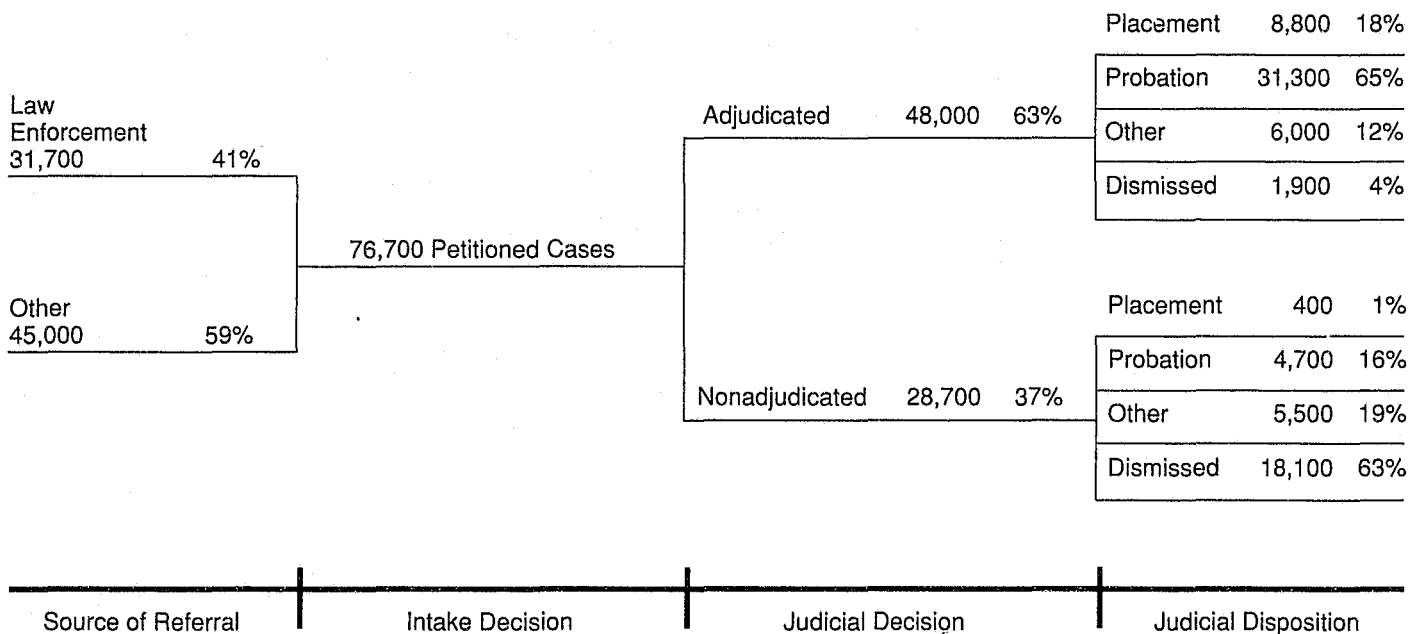 Law
Enforcement
31,700 41%
Other
45,000 59%
76,700 Petitioned Cases
Adjudicated 48,000 63%
Nonadjudicated 28,700 37%
Placement 8,800 18%
Probation 31,300 65%
Other 6,000 12%
Dismissed 1,900 4%
Placement 400 1%
Probation 4,700 16%
Other 5,500 19%
Dismissed 18,100 63%
Source of Referral Intake Decision Judicial Decision Judicial Disposition